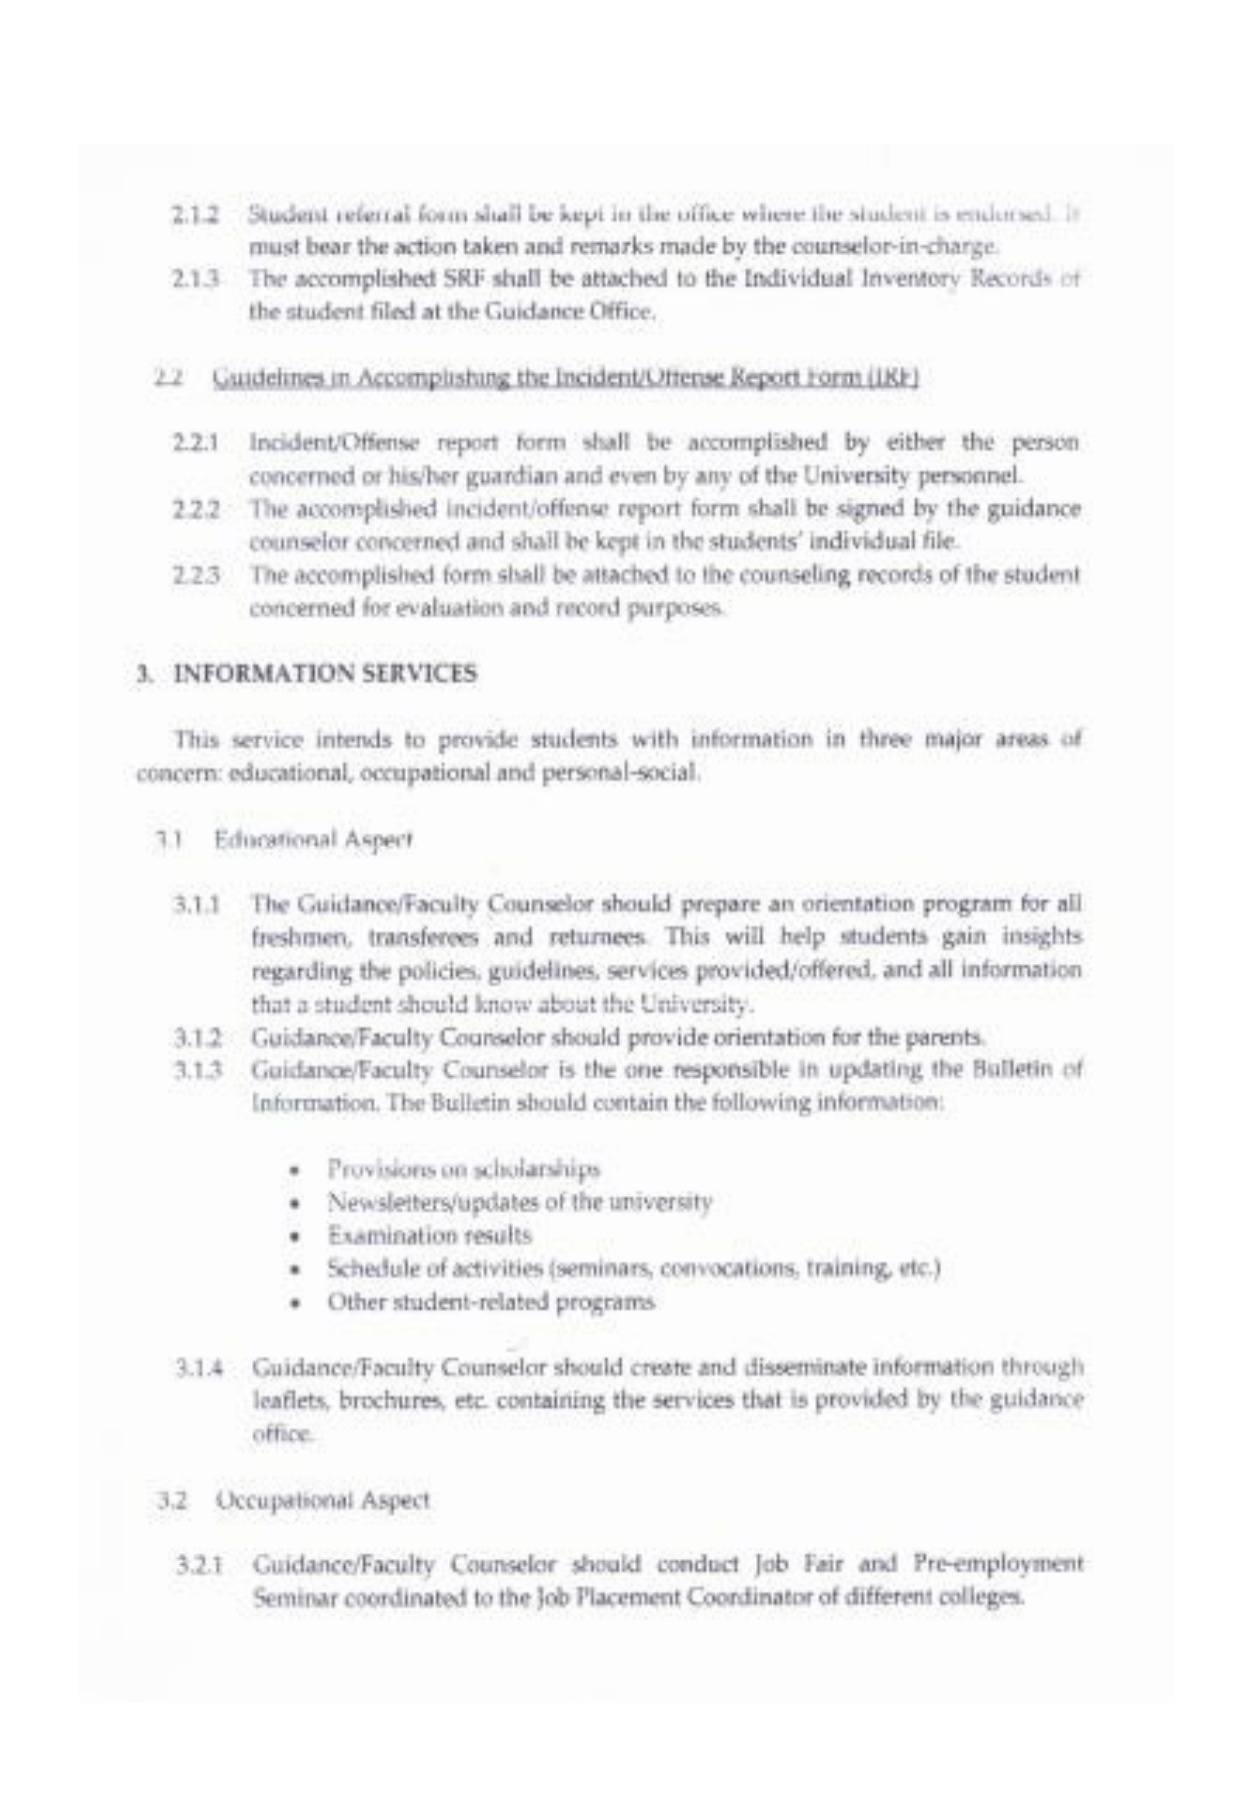 2.1.2 Student referral form shall be kept in the office where the student is endorsed. It
must bear the action taken and remarks made by the counselor-in-charge.
2.1.3 The accomplished SRF shall be attached to the Individual Inventory Records of
the student filed at the Guidance Office.
2.2 Guidelines in Accomplishing the Incident/Offense Report Form (IRF)
2.2.1 Incident/Offense report form shall be accomplished by either the person
concerned or his/her guardian and even by any of the University personnel.
2.2.2 The accomplished incident/offense report form shall be signed by the guidance
counselor concerned and shall be kept in the students' individual file.
2.2.3 The accomplished form shall be attached to the counseling records of the student
concerned for evaluation and record purposes.
3. INFORMATION SERVICES
This service intends to provide students with information in three major areas of
concern: educational, occupational and personal-social.
3.1 Educational Aspect
3.1.1 The Guidance/Faculty Counselor should prepare an orientation program for all
freshmen, transferees and returnees. This will help students gain insights
regarding the policies, guidelines, services provided/offered, and all information
that a student should know about the University.
3.1.2 Guidance/Faculty Counselor should provide orientation for the parents.
3.1.3 Guidance/Faculty Counselor is the one responsible in updating the Bulletin of
Information. The Bulletin should contain the following information:
• Provisions on scholarships
• Newsletters/updates of the university
• Examination results
• Schedule of activities (seminars, convocations, training, etc.)
• Other student-related programs
3.1.4 Guidance/Faculty Counselor should create and disseminate information through
leaflets, brochures, etc. containing the services that is provided by the guidance
office.
3.2 Occupational Aspect
3.2.1 Guidance/Faculty Counselor should conduct Job Fair and Pre-employment
Seminar coordinated to the Job Placement Coordinator of different colleges.